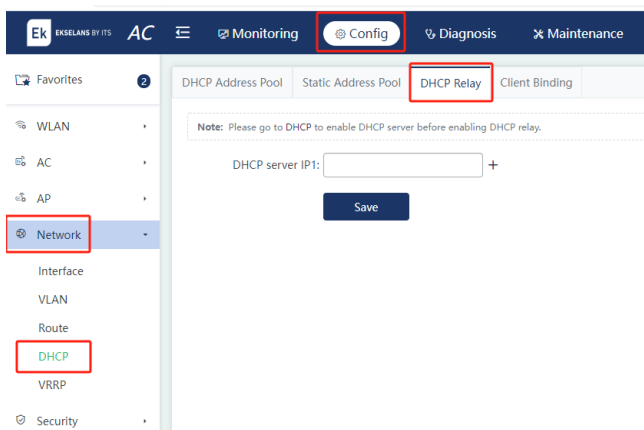 Ek EKSELANS BY ITS AC Monitoring Config Diagnosis Maintenance
Favorites 2
DHCP Address Pool Static Address Pool DHCP Relay Client Binding
WLAN
Note: Please go to DHCP to enable DHCP server before enabling DHCP relay.
AC
DHCP server IP1: +
AP
Save
Network
Interface
VLAN
Route
DHCP
VRRP
Security